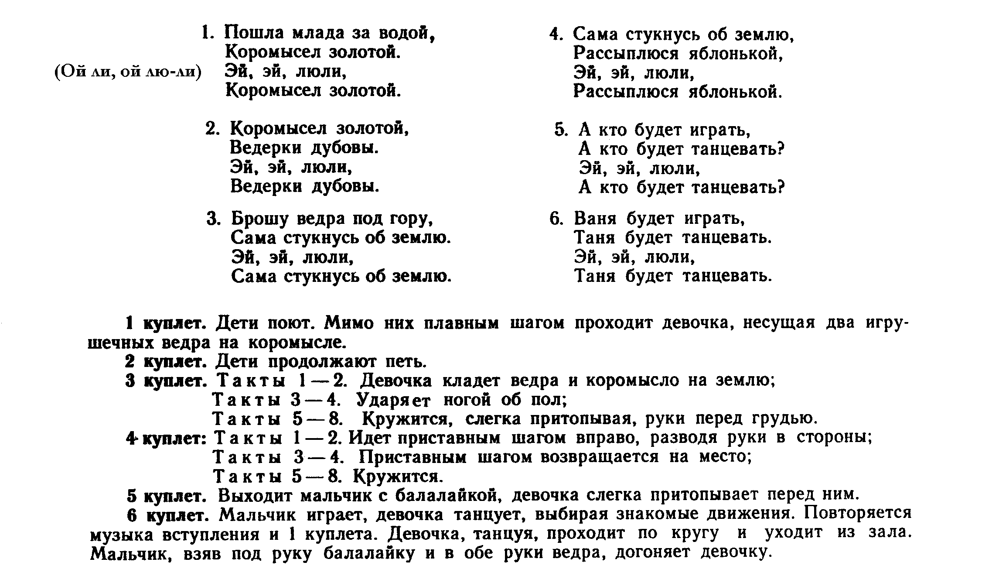 1. Пошла млада за водой,
Коромысел золотой.
(Ой ли, ой лю-ли) Эй, эй, люли,
Коромысел золотой.
2. Коромысел золотой,
Ведерки дубовы.
Эй, эй, люли,
Ведерки дубовы.
3. Брошу ведра под гору,
Сама стукнусь об землю.
Эй, эй, люли,
Сама стукнусь об землю.
4. Сама стукнусь об землю,
Рассыплюся яблонькой,
Эй, эй, люли,
Рассыплюся яблонькой.
5. А кто будет играть,
А кто будет танцевать?
Эй, эй, люли,
А кто будет танцевать?
6. Ваня будет играть,
Таня будет танцевать.
Эй, эй, люли,
Таня будет танцевать.
1 куплет. Дети поют. Мимо них плавным шагом проходит девочка, несущая два игру-
шечных ведра на коромысле.
2 куплет. Дети продолжают петь.
3 куплет. Такты 1—2. Девочка кладет ведра и коромысло на землю;
Такты 3—4. Ударяет ногой об пол;
Такты 5—8. Кружится, слегка притопывая, руки перед грудью.
4 куплет: Такты 1—2. Идет приставным шагом вправо, разводя руки в стороны;
Такты 3—4. Приставным шагом возвращается на место;
Такты 5—8. Кружится.
5 куплет. Выходит мальчик с балалайкой, девочка слегка притопывает перед ним.
6 куплет. Мальчик играет, девочка танцует, выбирая знакомые движения. Повторяется
музыка вступления и 1 куплета. Девочка, танцуя, проходит по кругу и уходит из зала.
Мальчик, взяв под руку балалайку и в обе руки ведра, догоняет девочку.